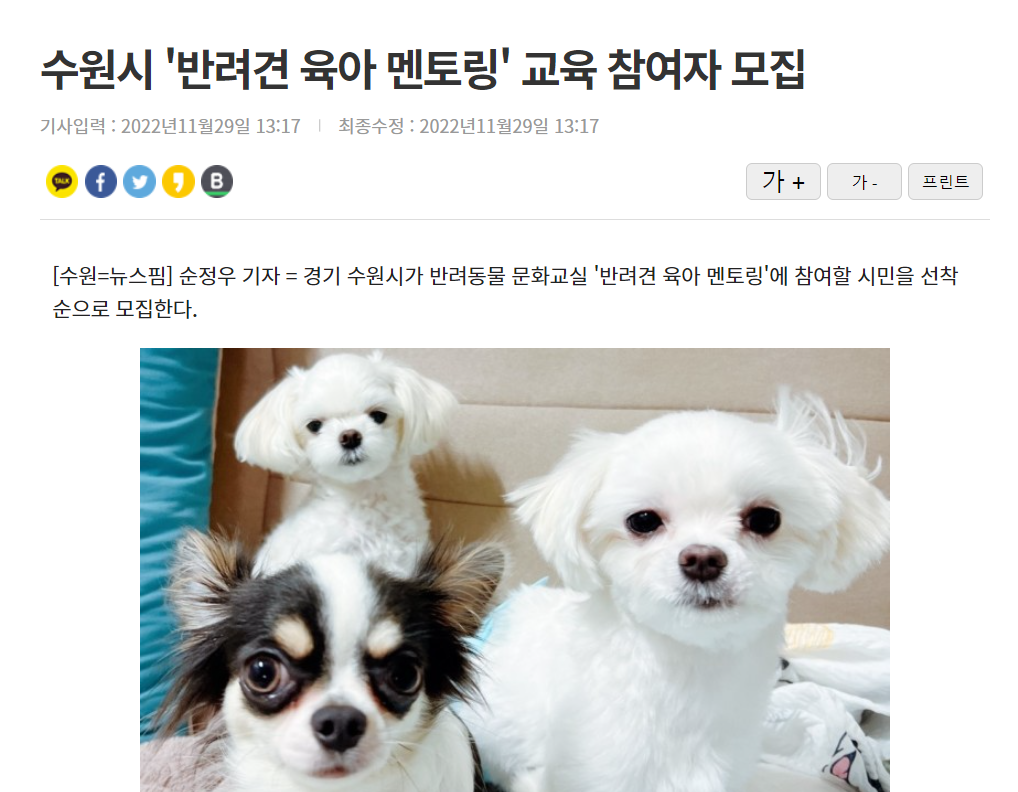 수원시 '반려견 육아 멘토링' 교육 참여자 모집
기사입력 : 2022년11월29일 13:17 최종수정 : 2022년11월29일 13:17
TALK f B 가 + 가 - 프린트
[수원=뉴스핌] 순정우 기자 = 경기 수원시가 반려동물 문화교실 '반려견 육아 멘토링'에 참여할 시민을 선착
순으로 모집한다.